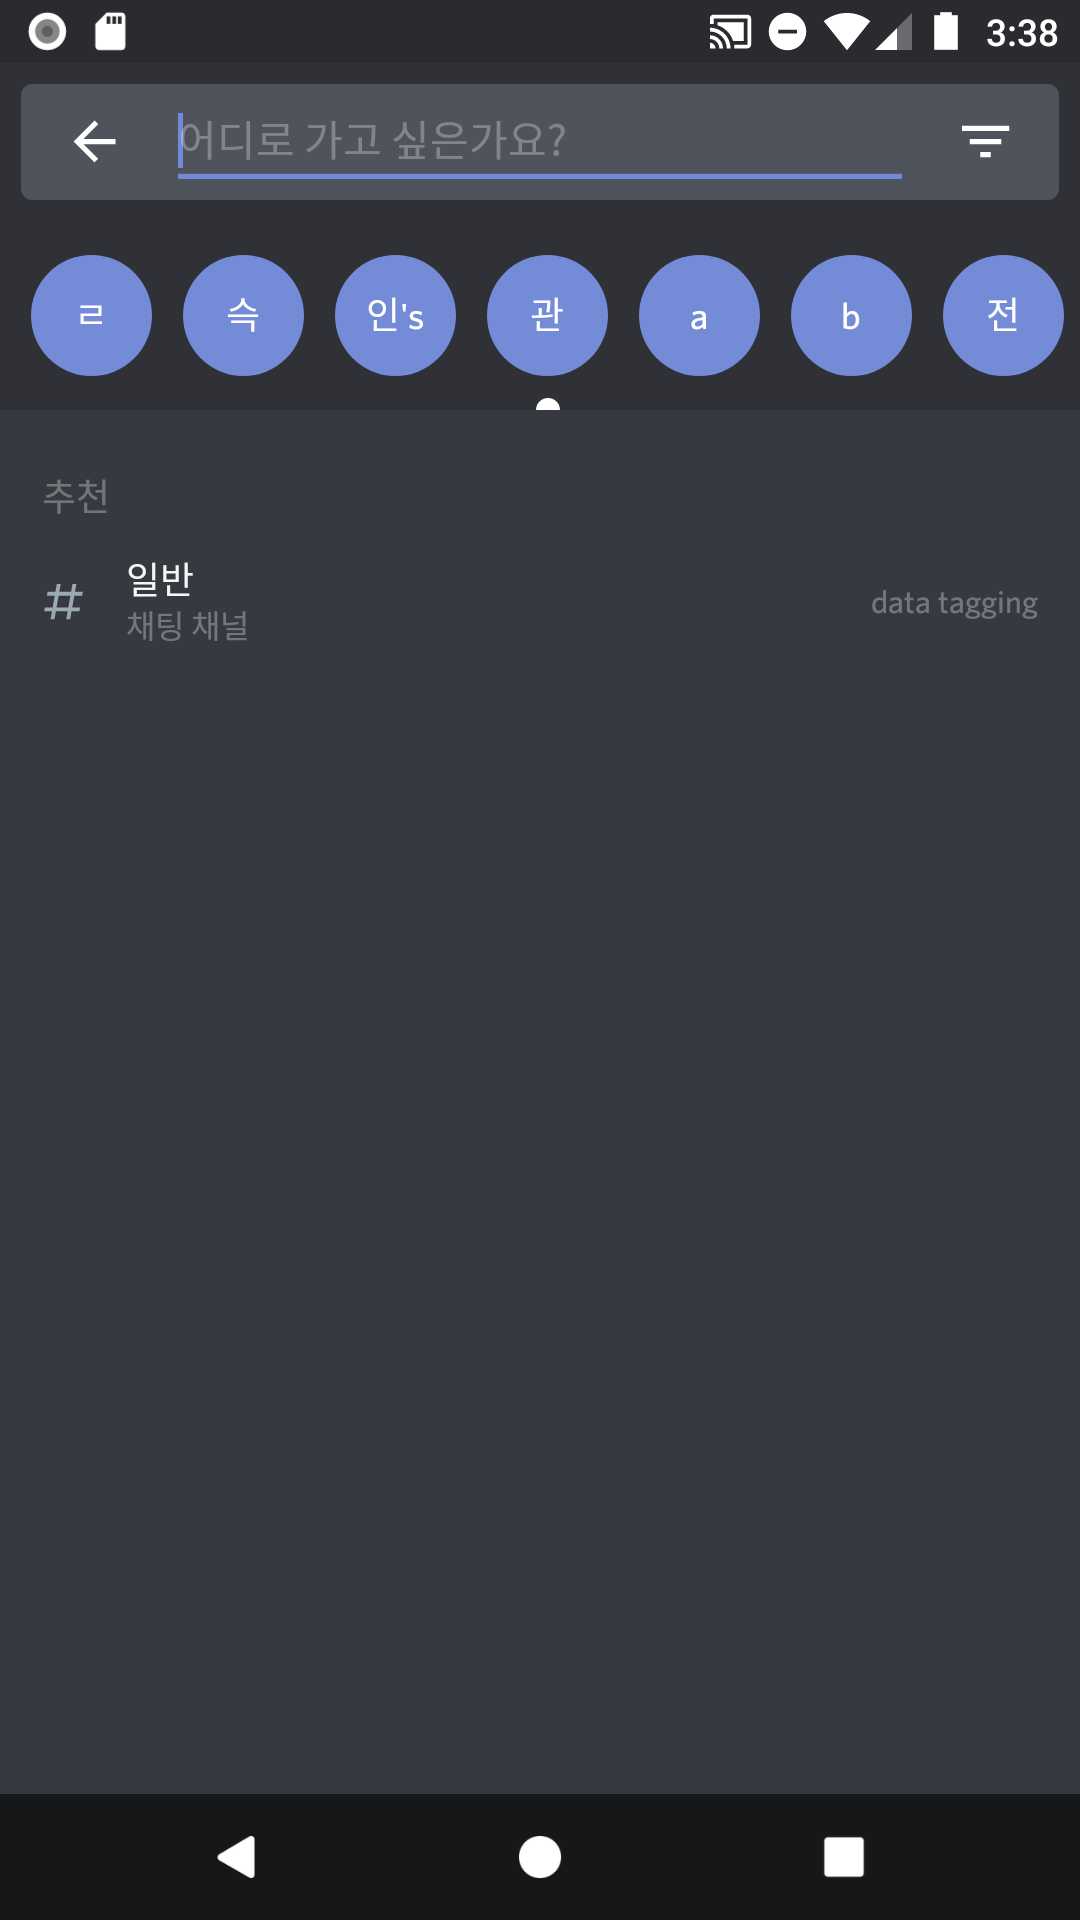 3:38
어디로 가고 싶은가요?
ㄹ 슥 인's 관 a b 전
추천
일반
채팅 채널
data tagging